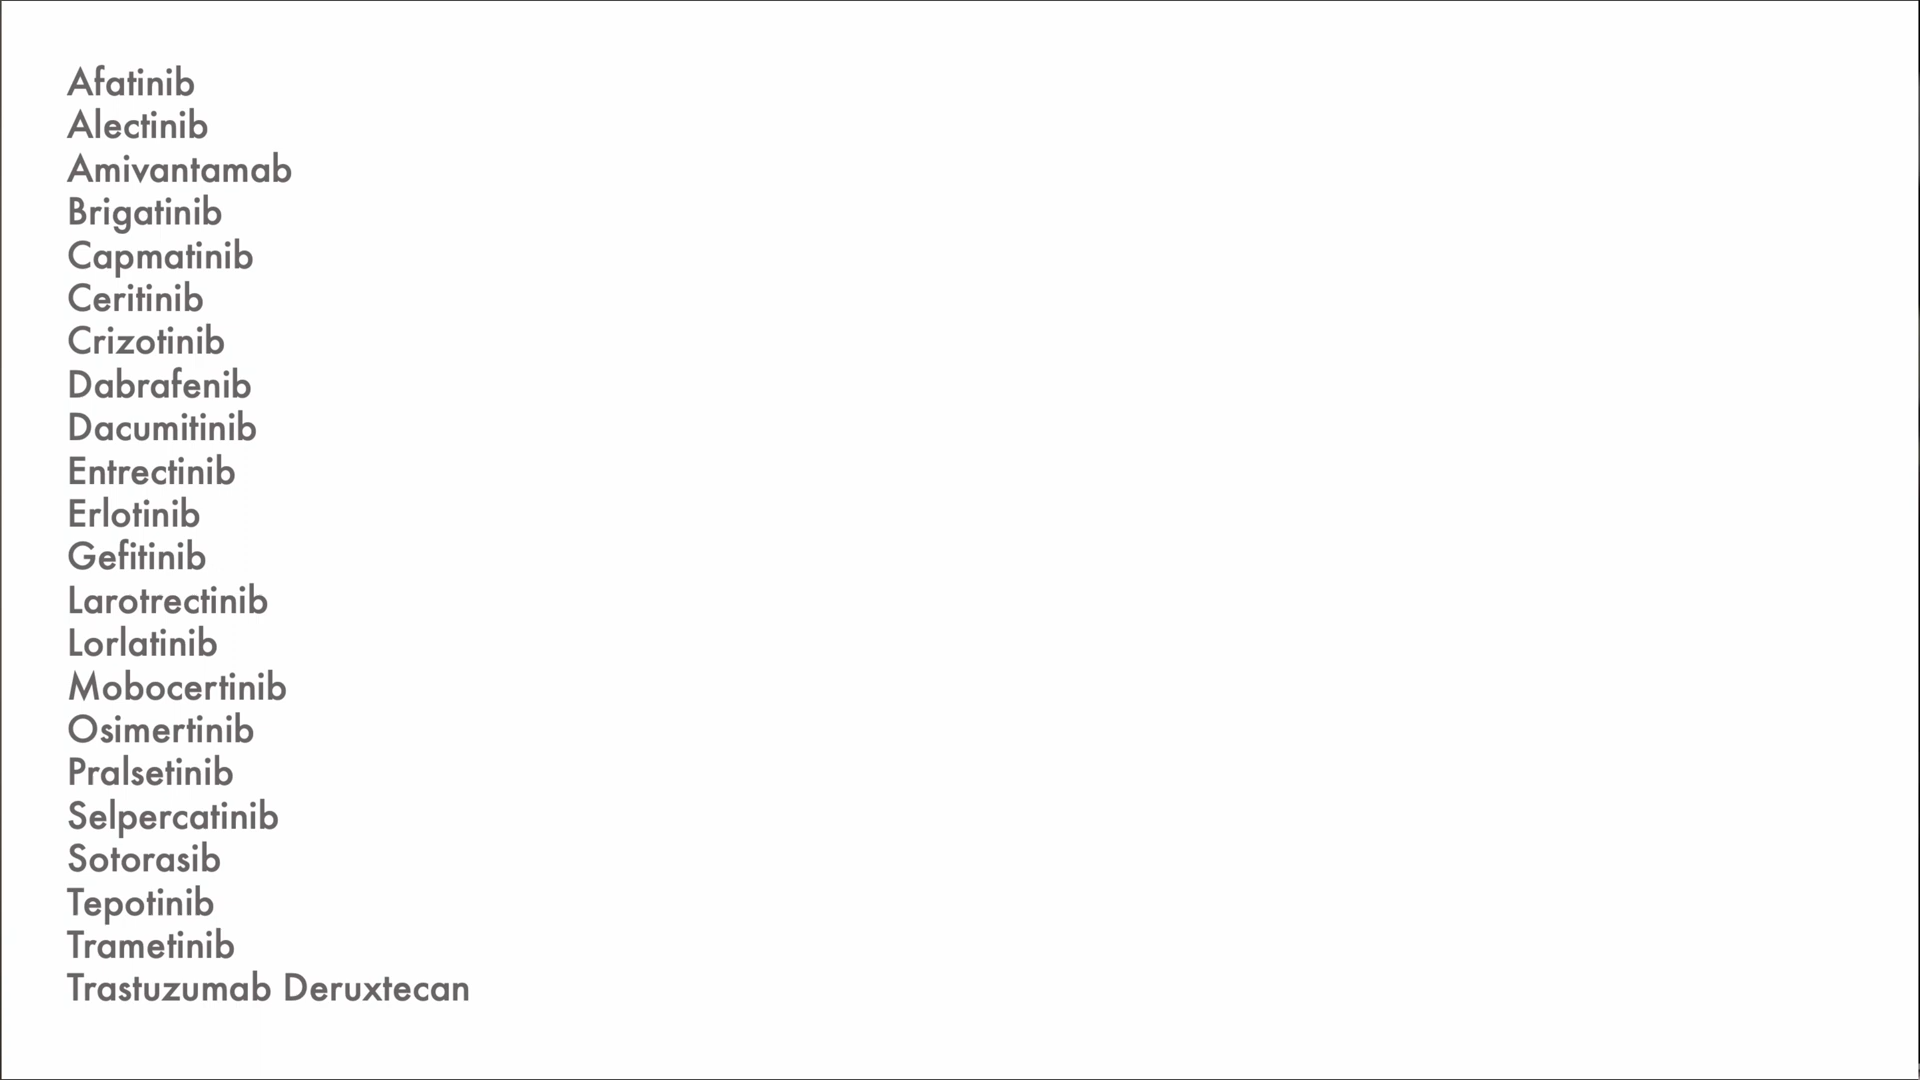 Afatinib
Alectinib
Amivantamab
Brigatinib
Capmatinib
Ceritinib
Crizotinib
Dabrafenib
Dacumitinib
Entrectinib
Erlotinib
Gefitinib
Larotrectinib
Lorlatinib
Mobocertinib
Osimertinib
Pralsetinib
Selpercatinib
Sotorasib
Tepotinib
Trametinib
Trastuzumab Deruxtecan